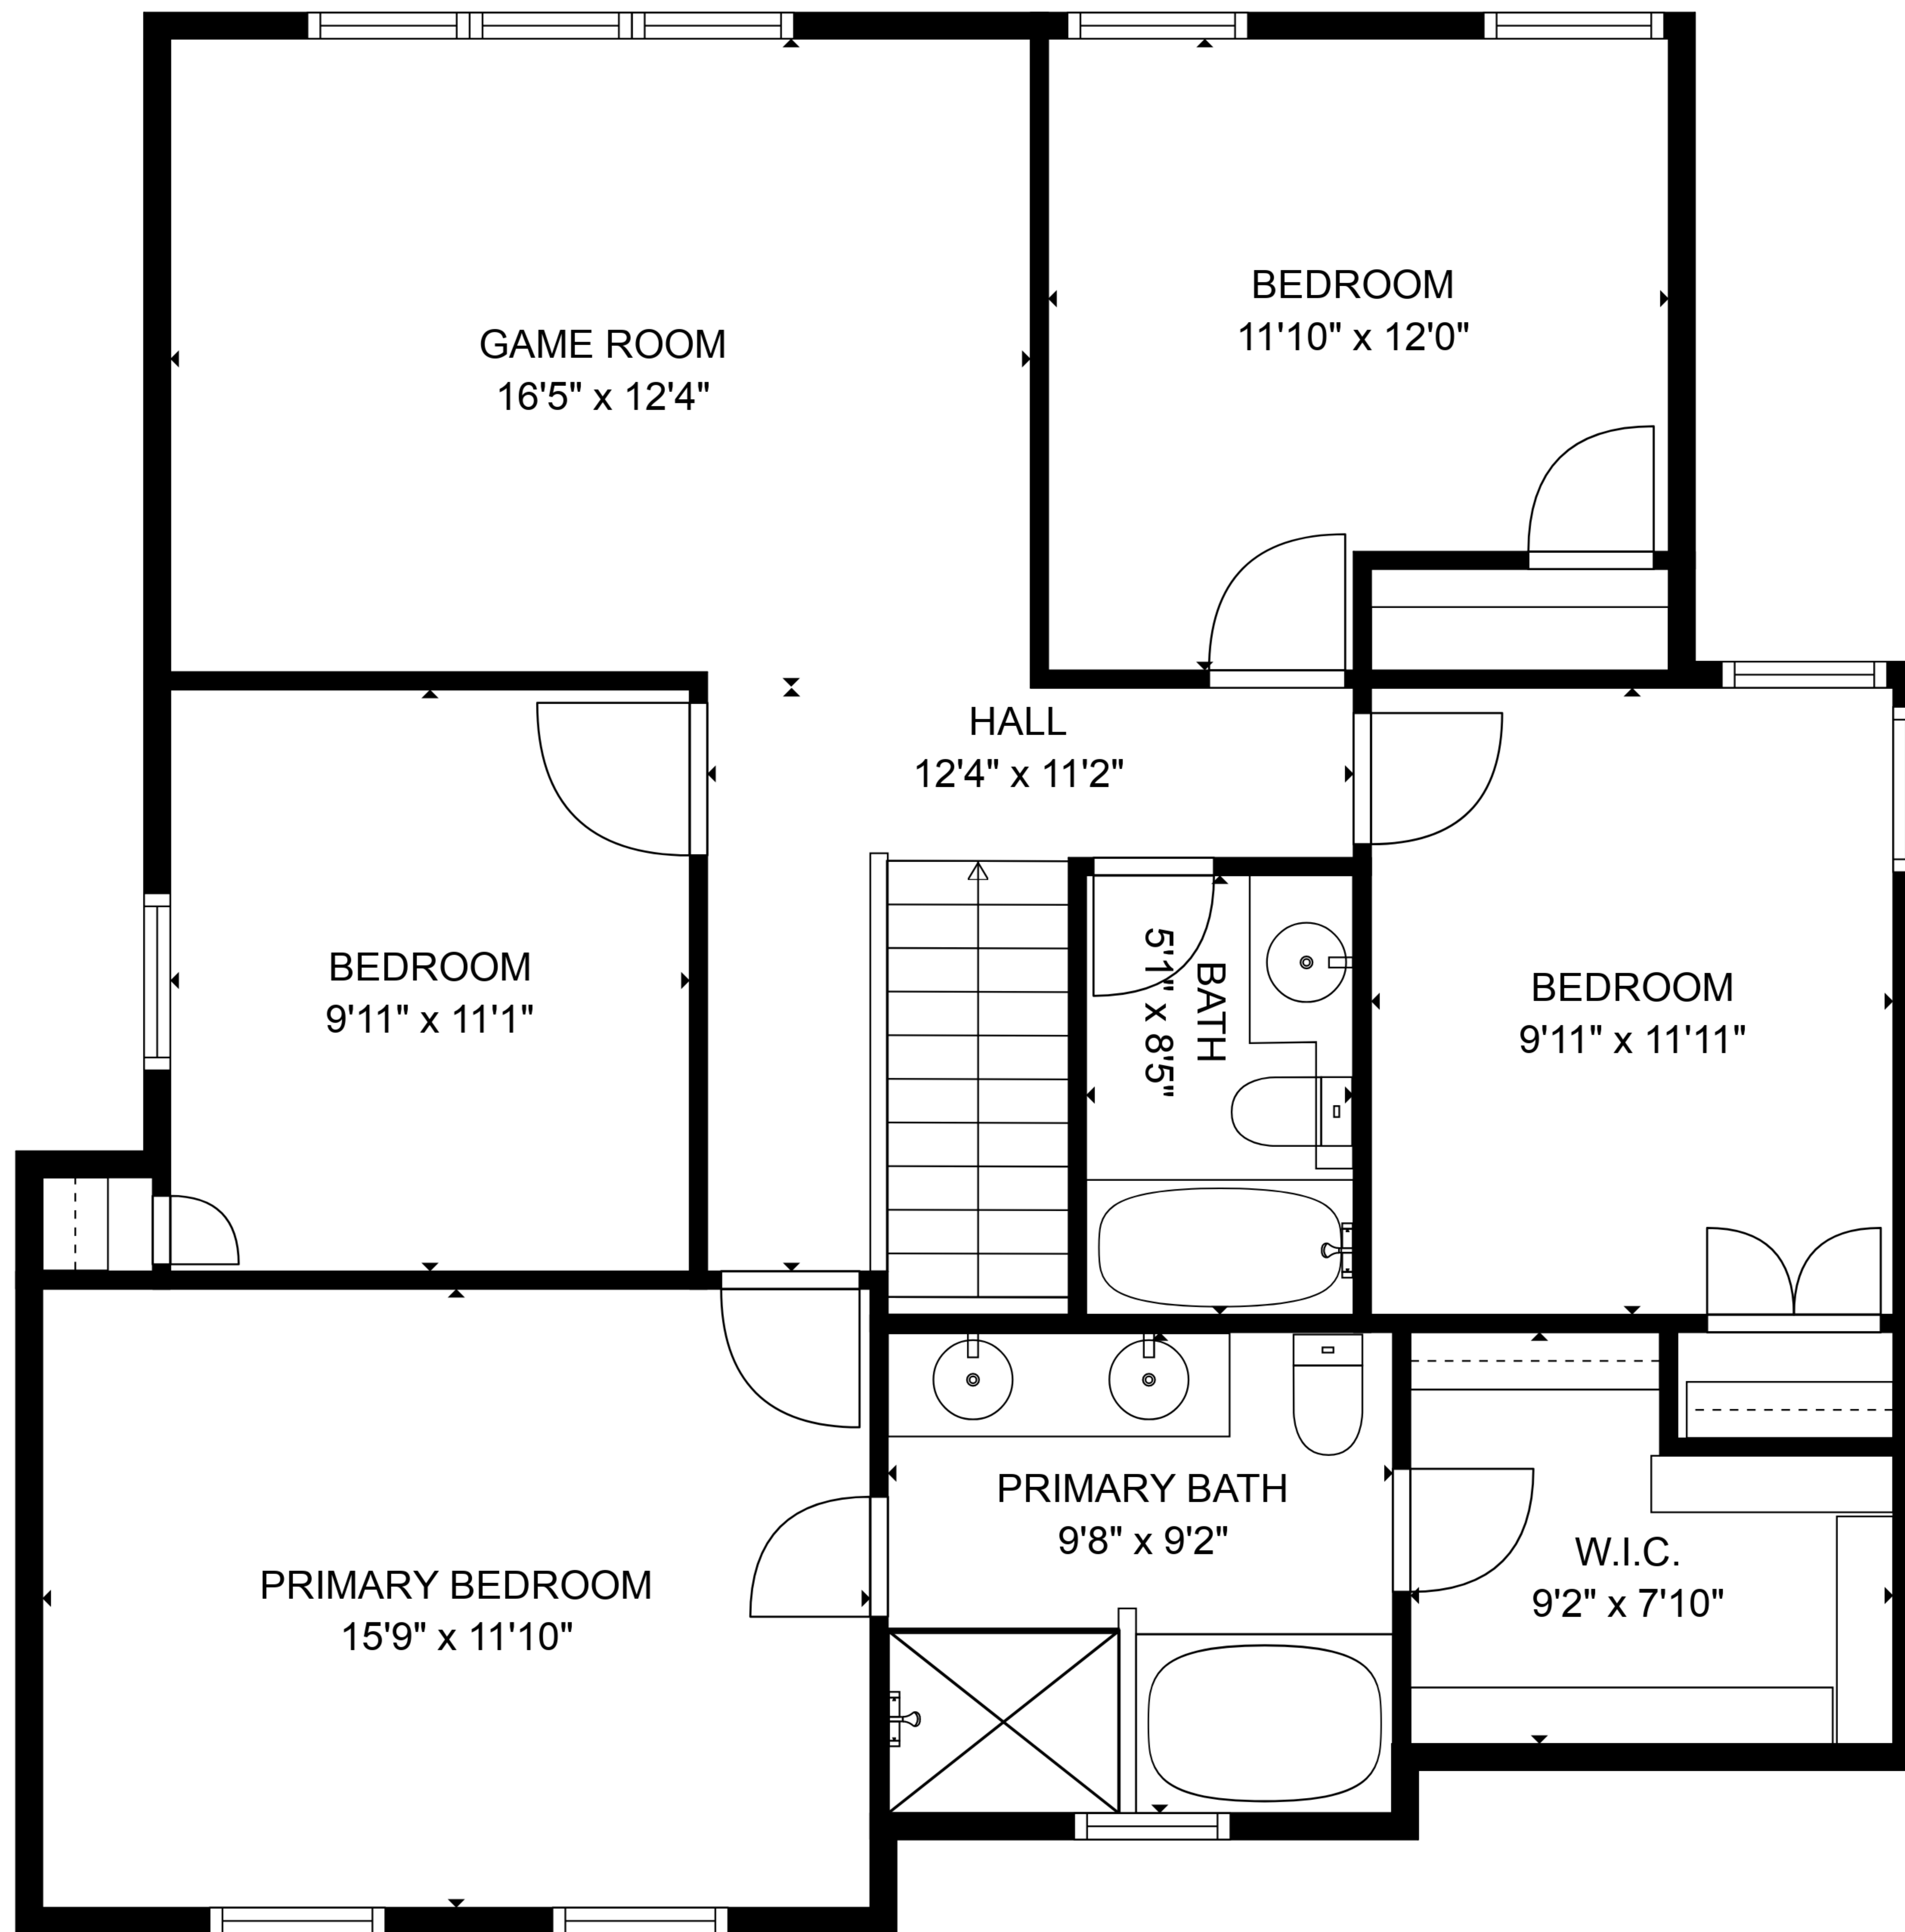 BEDROOM
11'10" x 12'0"
GAME ROOM
16'5" x 12'4"
HALL
12'4" x 11'2"
BEDROOM
9'11" x 11'1"
BATH
5'1" x 8'5"
BEDROOM
9'11" x 11'11"
PRIMARY BATH
9'8" x 9'2"
W.I.C.
9'2" x 7'10"
PRIMARY BEDROOM
15'9" x 11'10"